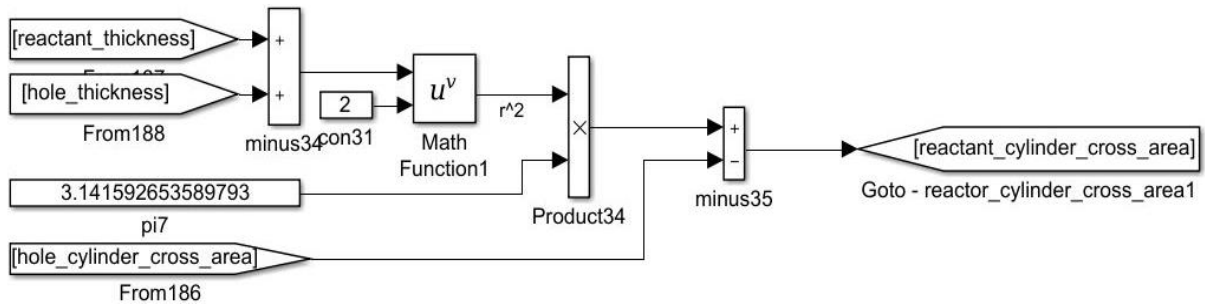 [reactant_thickness]
+
[hole_thickness]
+
From188
minus34
2
con31
u^v
Math
Function1
r^2
×
Product34
3.141592653589793
pi7
[hole_cylinder_cross_area]
From186
+
−
minus35
[reactant_cylinder_cross_area]
Goto - reactor_cylinder_cross_area1